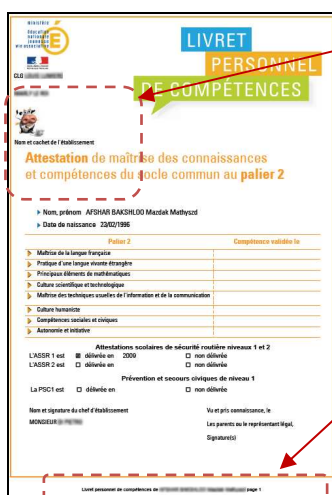 MINISTÈRE
ÉDUCATION
NATIONALE
JEUNESSE
VIE ASSOCIATIVE
LIVRET
PERSONNEL
DE COMPÉTENCES
CLG
Nom et cachet de l'établissement
Attestation de maîtrise des connaissances
et compétences du socle commun au palier 2
Nom, prénom AFSHAR BAKSHLOO Mazdak Mathyszd
Date de naissance 23/02/1996
Palier 2 Compétence validée le
Maîtrise de la langue française
Pratique d'une langue vivante étrangère
Principaux éléments de mathématiques
Culture scientifique et technologique
Maîtrise des techniques usuelles de l'information et de la communication
Culture humaniste
Compétences sociales et civiques
Autonomie et initiative
Attestations scolaires de sécurité routière niveaux 1 et 2
L'ASSR 1 est délivrée en 2009 non délivrée
L'ASSR 2 est délivrée en non délivrée
Prévention et secours civiques de niveau 1
La PSC1 est délivrée en non délivrée
Nom et signature du chef d'établissement Vu et pris connaissance, le
MONSIEUR Les parents ou le représentant légal,
Signature(s)
Livret personnel de compétences de page 1